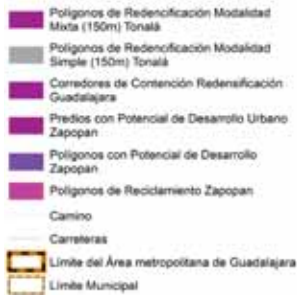 Polígonos de Redencificación Modalidad
Mixta (150m) Tonalá
Polígonos de Redencificación Modalidad
Simple (150m) Tonalá
Corredores de Contención Redensificación
Guadalajara
Predios con Potencial de Desarrollo Urbano
Zapopan
Polígonos con Potencial de Desarrollo
Zapopan
Polígonos de Reciclamiento Zapopan
Camino
Carreteras
Límite del Área metropolitana de Guadalajara
Límite Municipal